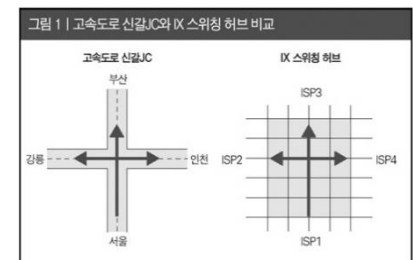 그림 1 | 고속도로 신갈JC와 IX 스위칭 허브 비교
고속도로 신갈JC
IX 스위칭 허브
부산
ISP3
강릉
인천
ISP2
ISP4
서울
ISP1